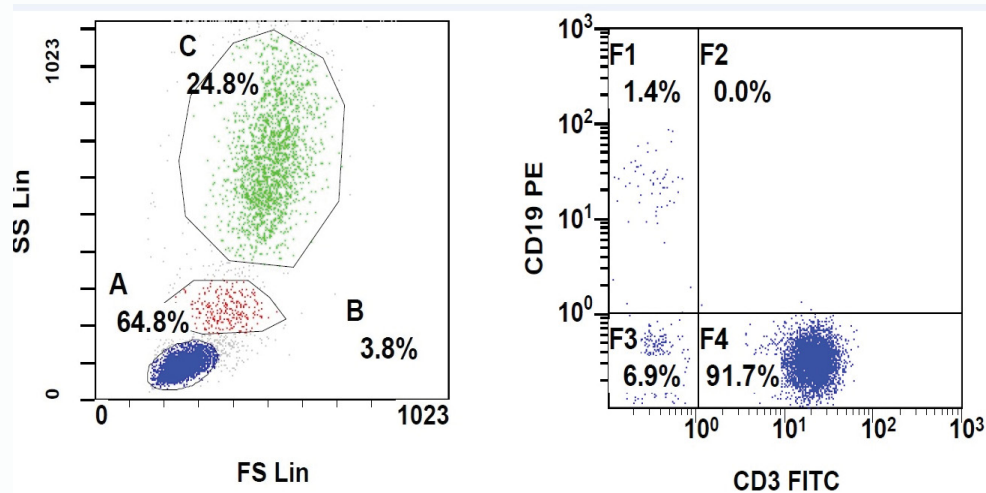 C
24.8%
1023
SS Lin
A
64.8%
B
3.8%
0
0
1023
FS Lin
10³
F1
F2
1.4%
0.0%
10²
CD19 PE
10¹
10⁰
F3
F4
6.9%
91.7%
10⁰
10¹
10²
10³
CD3 FITC